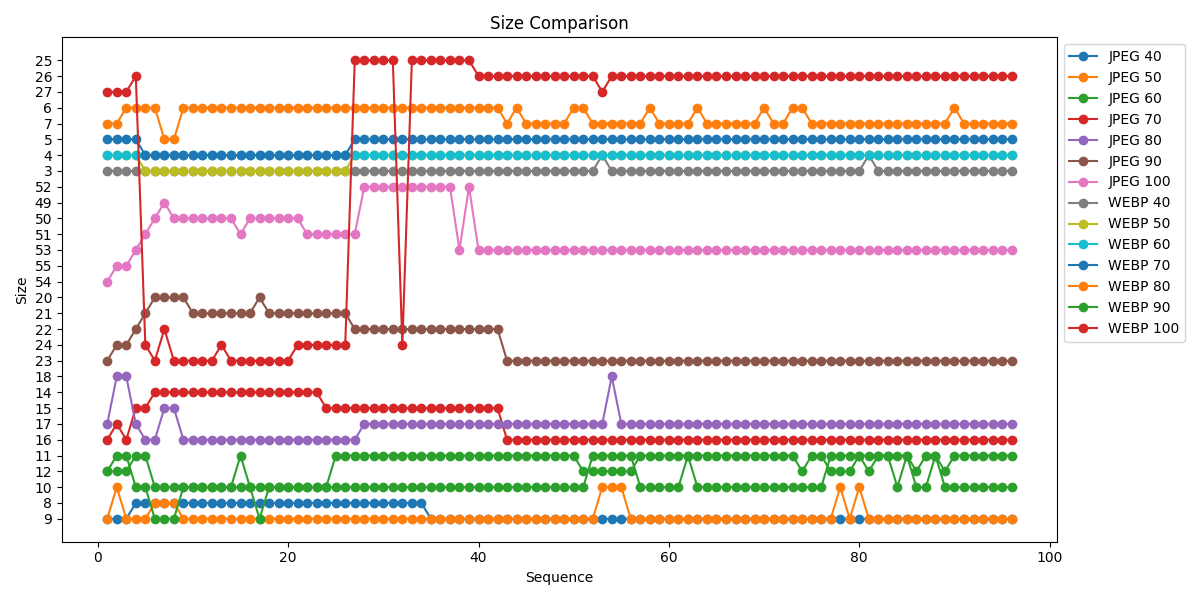 Size Comparison
Size
25
26
27
6
7
5
4
3
52
49
50
51
53
55
54
20
21
22
24
23
18
14
15
17
16
11
12
10
8
9
0
20
40
60
80
100
Sequence
JPEG 40
JPEG 50
JPEG 60
JPEG 70
JPEG 80
JPEG 90
JPEG 100
WEBP 40
WEBP 50
WEBP 60
WEBP 70
WEBP 80
WEBP 90
WEBP 100